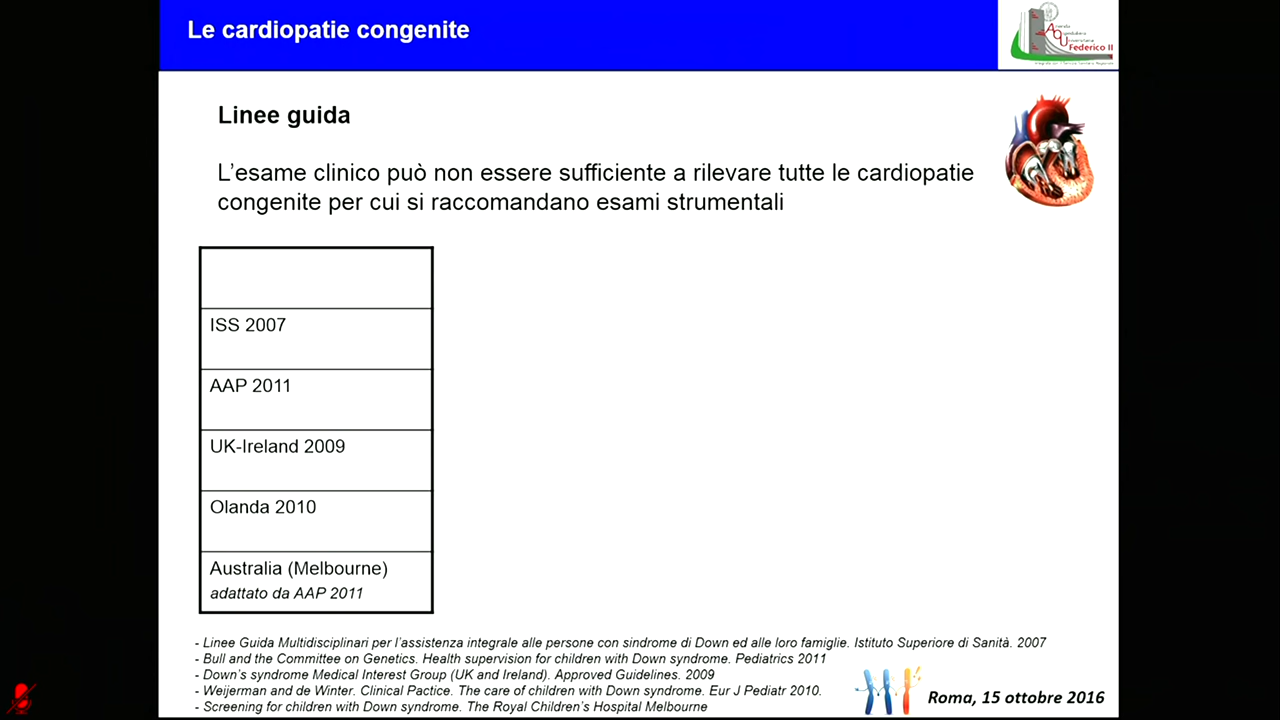 Le cardiopatie congenite
Federico II
Linee guida
L'esame clinico può non essere sufficiente a rilevare tutte le cardiopatie
congenite per cui si raccomandano esami strumentali
ISS 2007
AAP 2011
UK-Ireland 2009
Olanda 2010
Australia (Melbourne)
adattato da AAP 2011
- Linee Guida Multidisciplinari per l'assistenza integrale alle persone con sindrome di Down ed alle loro famiglie. Istituto Superiore di Sanità. 2007
- Bull and the Committee on Genetics. Health supervision for children with Down syndrome. Pediatrics 2011
- Down's syndrome Medical Interest Group (UK and Ireland). Approved Guidelines. 2009
- Weijerman and de Winter. Clinical Pactice. The care of children with Down syndrome. Eur J Pediatr 2010.
- Screening for children with Down syndrome. The Royal Children's Hospital Melbourne
Roma, 15 ottobre 2016